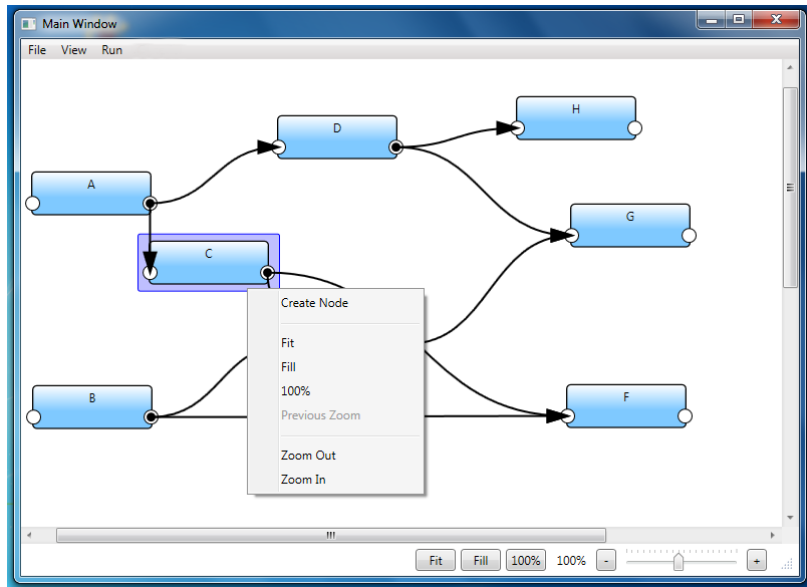 Main Window
File View Run
H
D
A
G
C
Create Node
Fit
Fill
100%
Previous Zoom
Zoom Out
Zoom In
B
F
Fit Fill 100% 100% - +